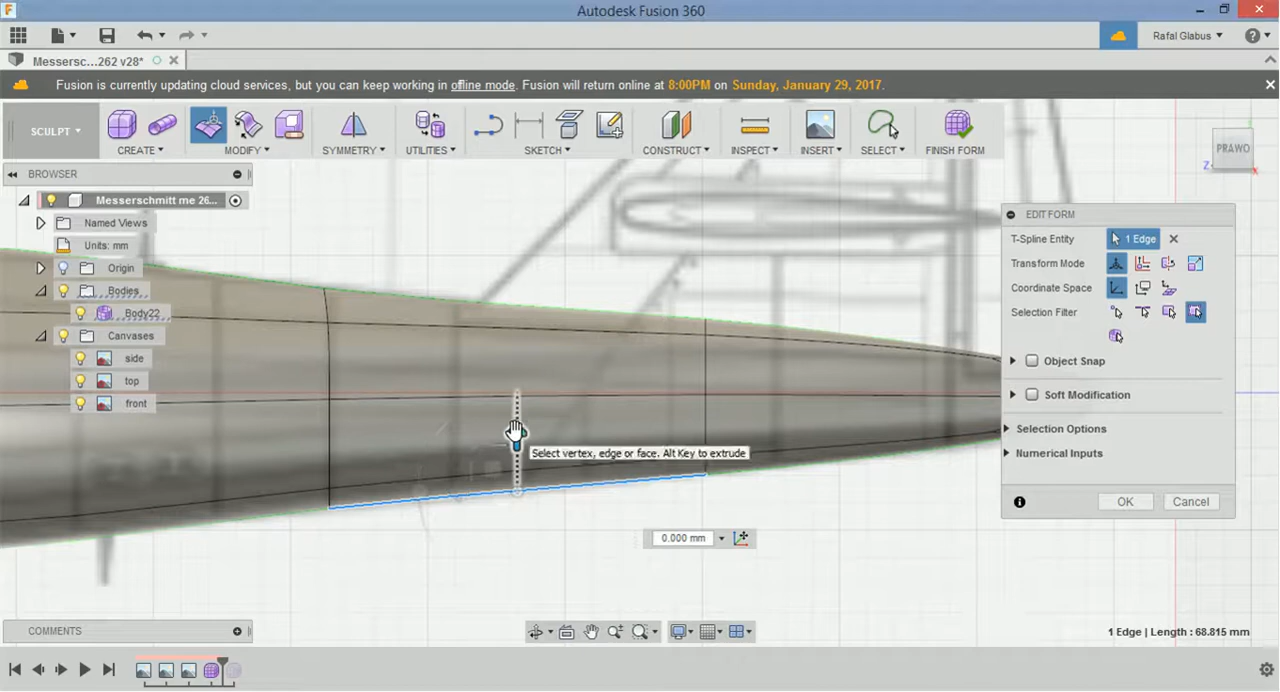 Autodesk Fusion 360
Rafal Glabus
Messersc...262 v28*
Fusion is currently updating cloud services, but you can keep working in offline mode. Fusion will return online at 8:00PM on Sunday, January 29, 2017.
SCULPT
CREATE MODIFY SYMMETRY UTILITIES SKETCH CONSTRUCT INSPECT INSERT SELECT FINISH FORM
BROWSER
Messerschmitt me 26...
Named Views
Units: mm
Origin
Bodies
Body22
Canvases
side
top
front
PRAWO
Z
X
EDIT FORM
T-Spline Entity 1 Edge
Transform Mode
Coordinate Space
Selection Filter
Object Snap
Soft Modification
Selection Options
Numerical Inputs
OK Cancel
Select vertex, edge or face. Alt Key to extrude
0.000 mm
COMMENTS
1 Edge | Length : 68.815 mm